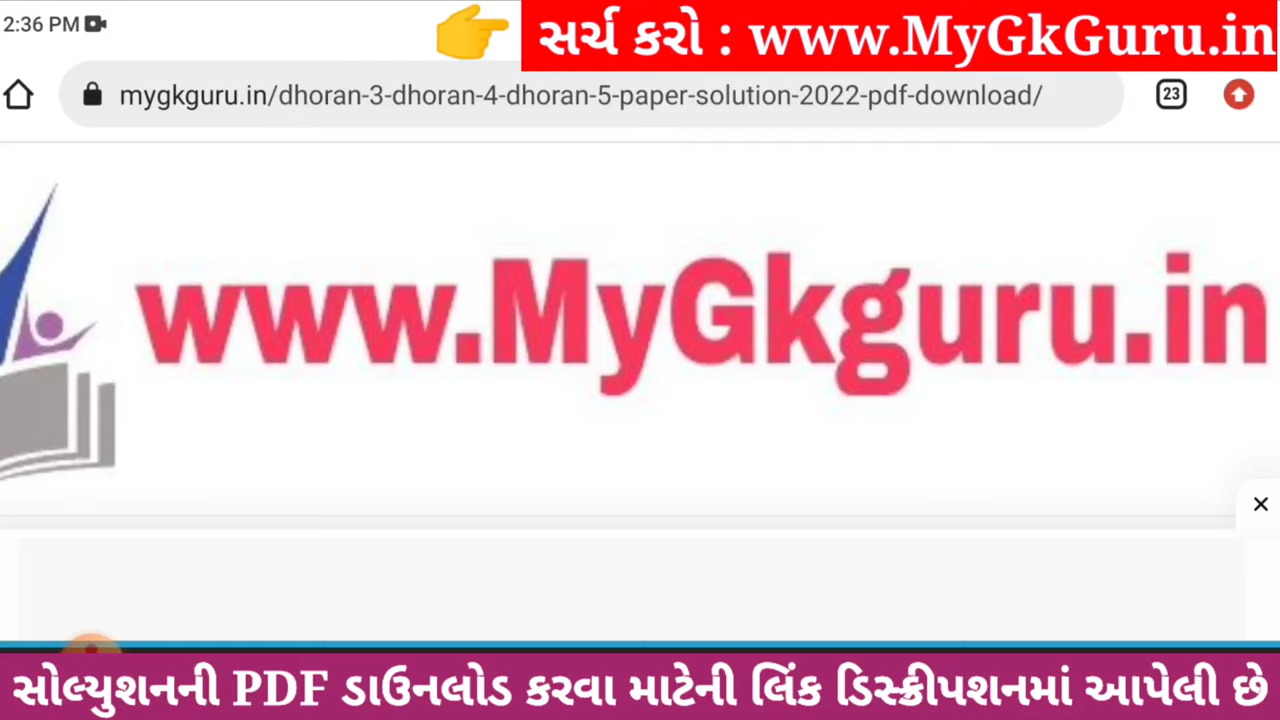 2:36 PM
સર્ચ કરો : www.MyGkGuru.in
mygkguru.in/dhoran-3-dhoran-4-dhoran-5-paper-solution-2022-pdf-download/
23
www.MyGkguru.in
સોલ્યુશનની PDF ડાઉનલોડ કરવા માટેની લિંક ડિસ્ક્રીપશનમાં આપેલી છે